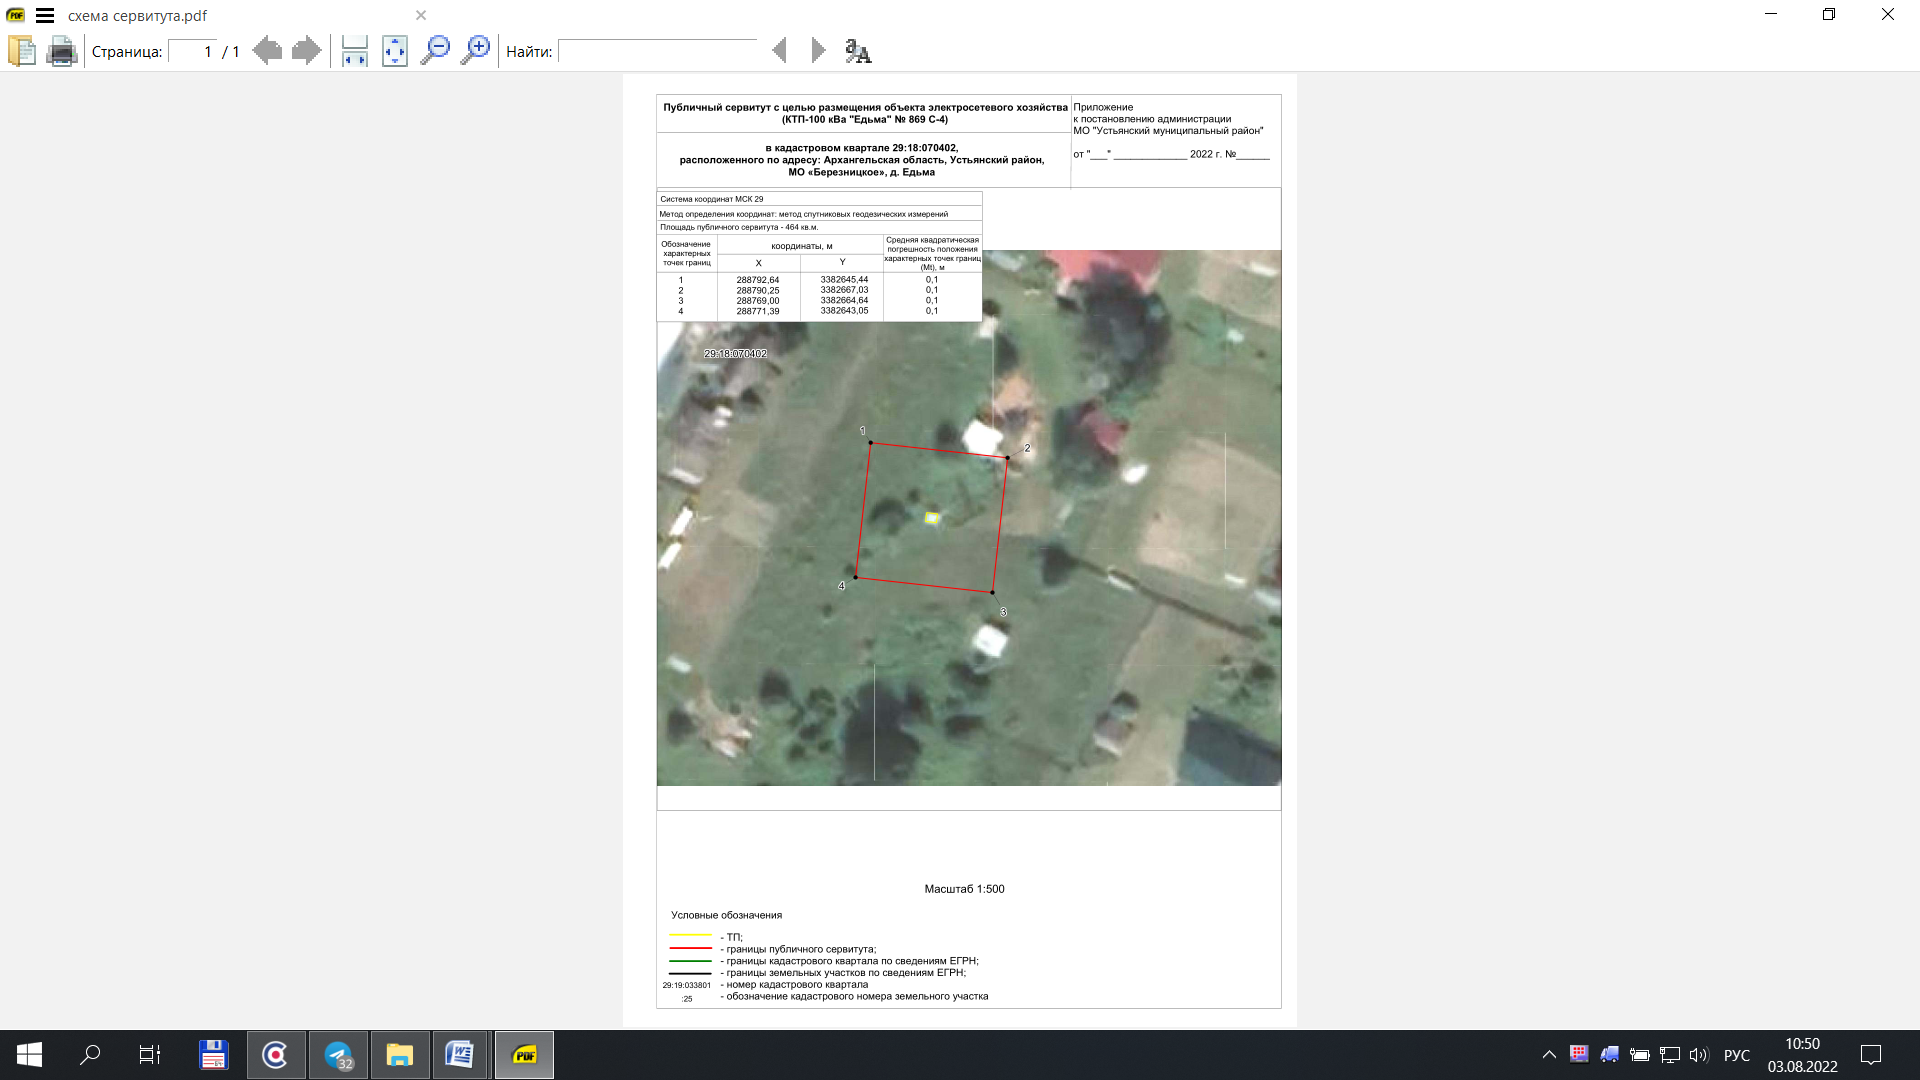 схема сервитута.pdf
Страница: 1 / 1
Найти:
Публичный сервитут с целью размещения объекта электросетевого хозяйства
(КТП-100 кВа "Едьма" № 869 С-4)
в кадастровом квартале 29:18:070402,
расположенного по адресу: Архангельская область, Устьянский район,
МО «Березницкое», д. Едьма
Приложение
к постановлению администрации
МО "Устьянский муниципальный район"
от "___" _____________ 2022 г. №______
Система координат МСК 29
Метод определения координат: метод спутниковых геодезических измерений
Площадь публичного сервитута - 464 кв.м.
Обозначение
характерных
точек границ
координаты, м
X
Y
Средняя квадратическая
погрешность положения
характерных точек границ
(Mt), м
1 288792,64 3382645,44 0,1
2 288790,25 3382667,03 0,1
3 288769,00 3382664,64 0,1
4 288771,39 3382643,05 0,1
29:18:070402
1
2
4
3
Масштаб 1:500
Условные обозначения
- ТП;
- границы публичного сервитута;
- границы кадастрового квартала по сведениям ЕГРН;
- границы земельных участков по сведениям ЕГРН;
29:19:033801 - номер кадастрового квартала
:25 - обозначение кадастрового номера земельного участка
32
PDF
РУС
10:50
03.08.2022